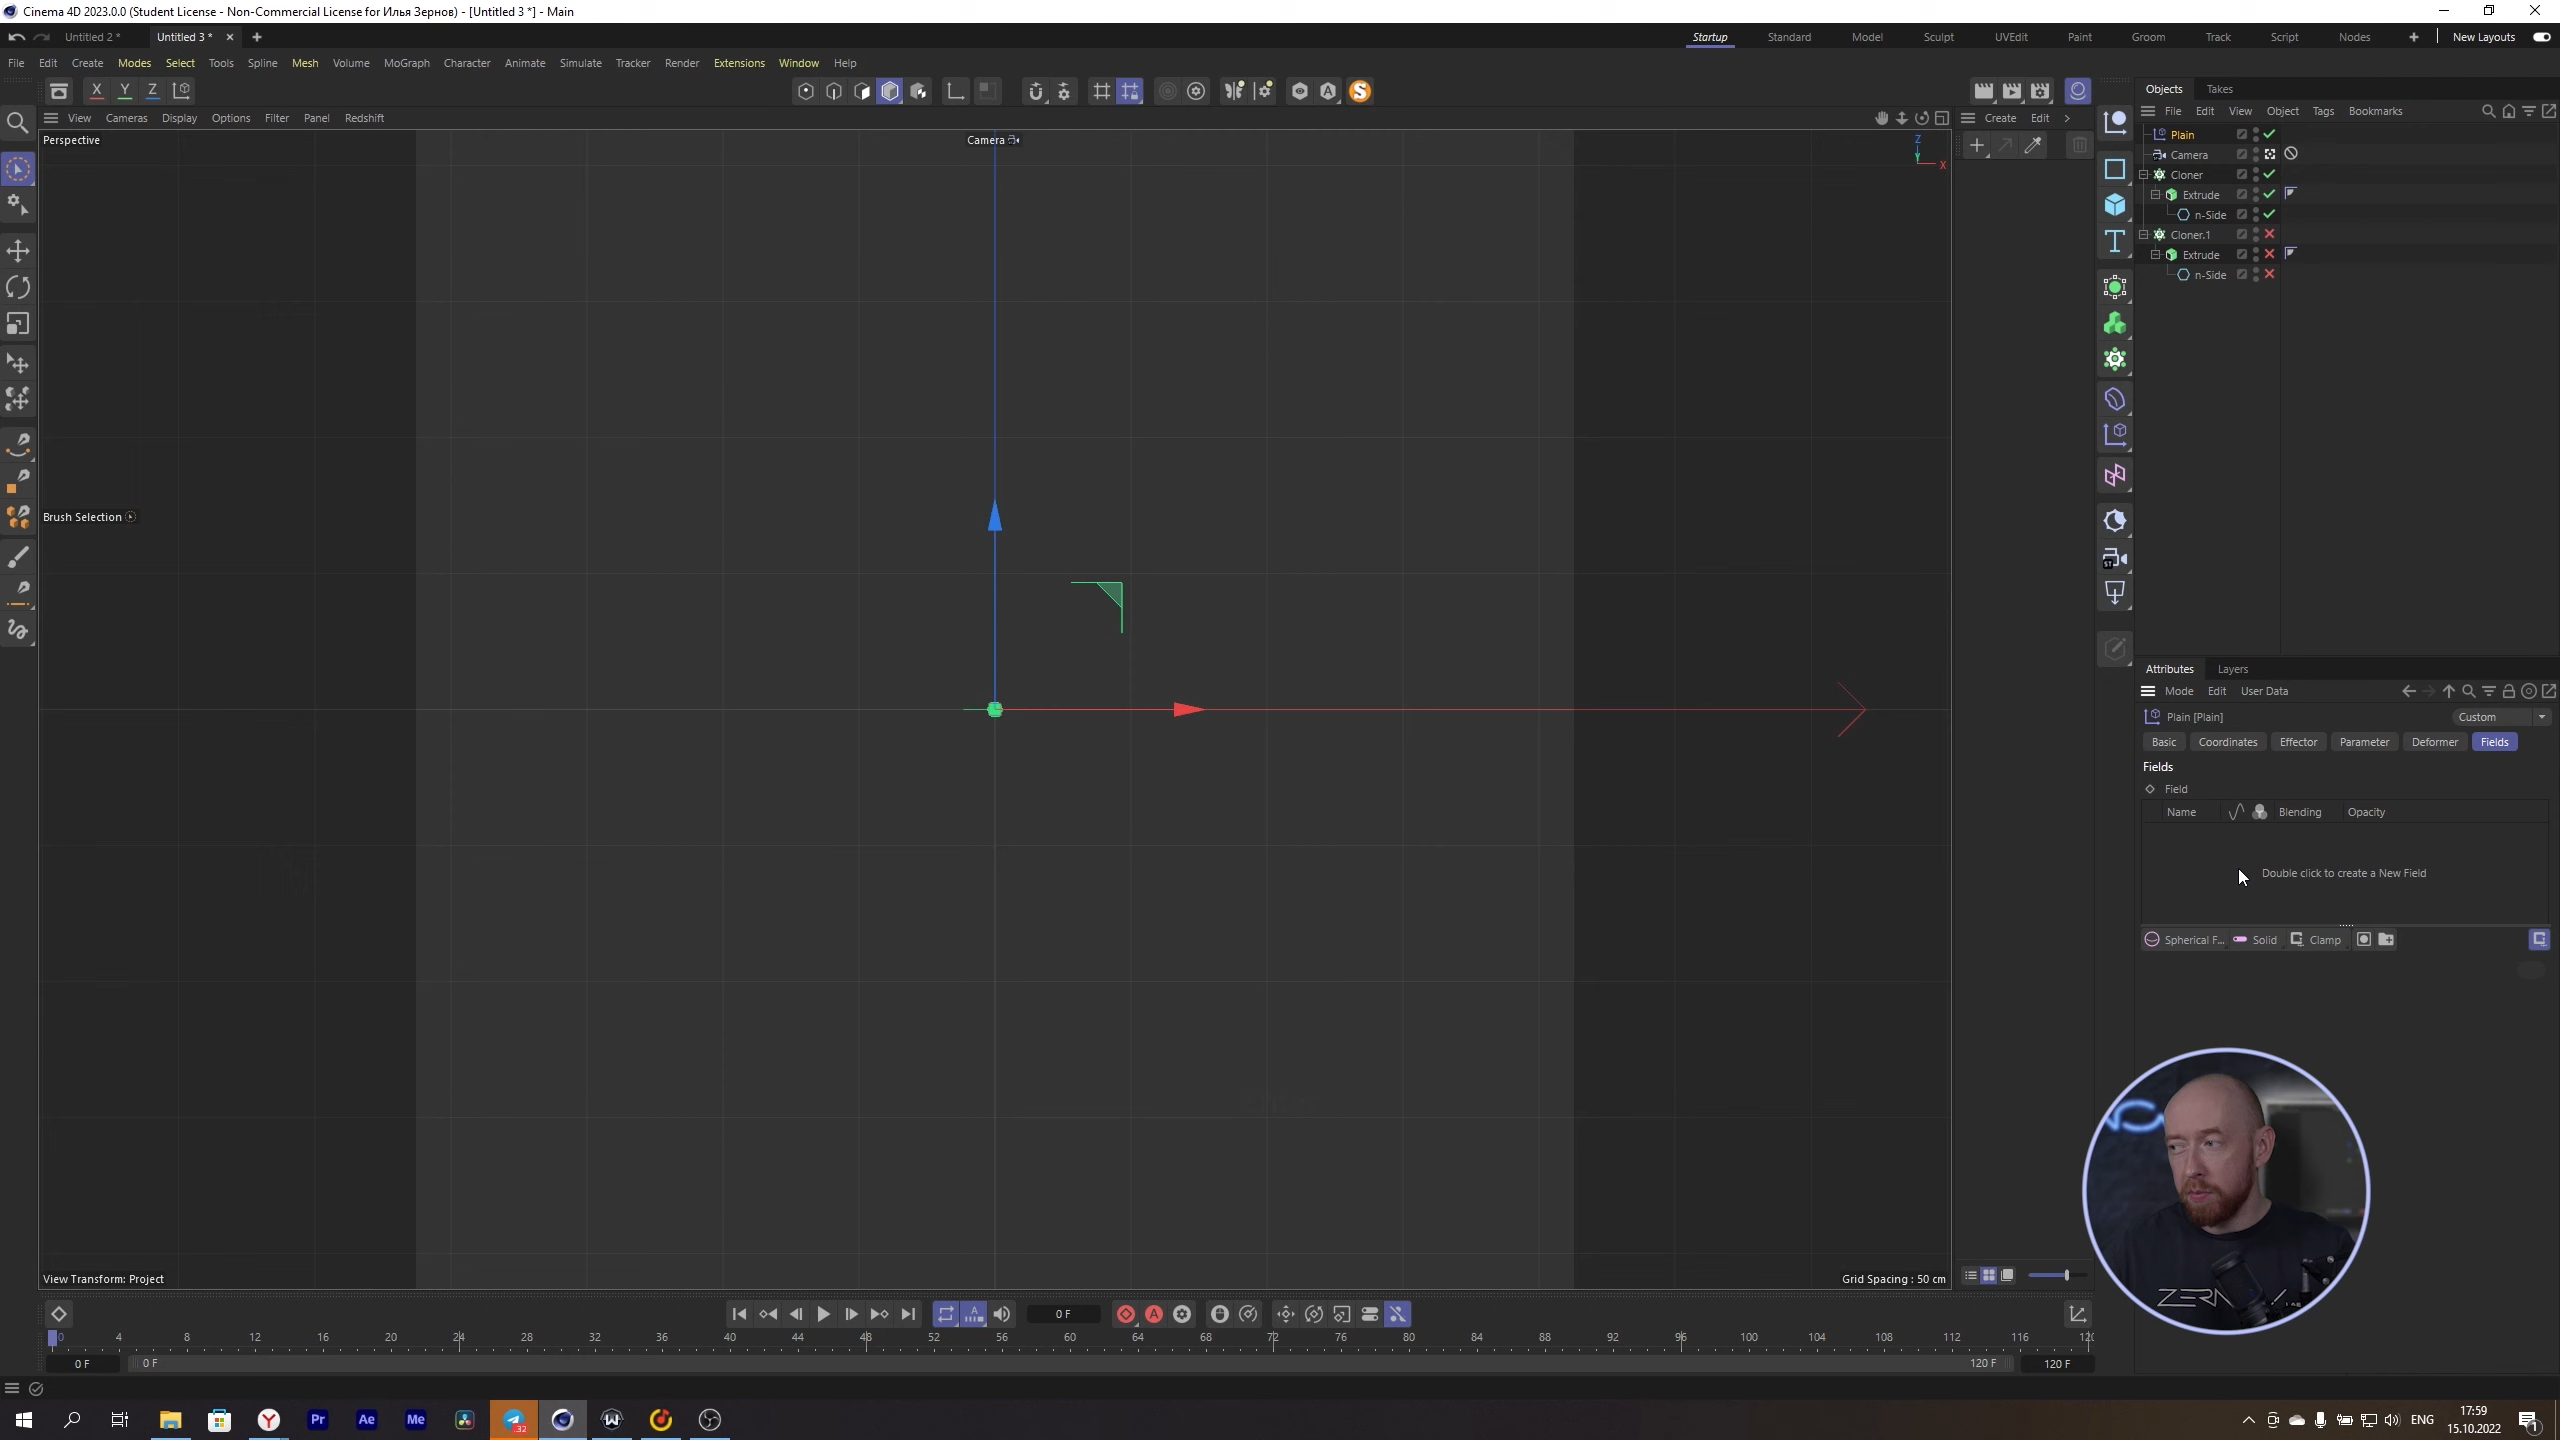 Cinema 4D 2023.0.0 (Student License - Non-Commercial License for Илья Зернов) - [Untitled 3 *] - Main
Untitled 2 *
Untitled 3 *
Startup
Standard
Model
Sculpt
UVEdit
Paint
Groom
Track
Script
Nodes
New Layouts
File
Edit
Create
Modes
Select
Tools
Spline
Mesh
Volume
MoGraph
Character
Animate
Simulate
Tracker
Render
Extensions
Window
Help
X
Y
Z
Objects
Takes
View
Cameras
Display
Options
Filter
Panel
Redshift
Create
Edit
File
Edit
View
Object
Tags
Bookmarks
Perspective
Camera
Z
X
Plain
Camera
Cloner
Extrude
n-Side
Cloner.1
Extrude
n-Side
Brush Selection
Attributes
Layers
Mode
Edit
User Data
Plain [Plain]
Custom
Basic
Coordinates
Effector
Parameter
Deformer
Fields
Fields
Field
Name
Blending
Opacity
Double click to create a New Field
Spherical F...
Solid
Clamp
View Transform: Project
Grid Spacing : 50 cm
0 F
0 4 8 12 16 20 24 28 32 36 40 44 48 52 56 60 64 68 72 76 80 84 88 92 96 100 104 108 112 116 120
0 F
0 F
120 F
120 F
Pr
Ae
Me
32
ENG
17:59
15.10.2022
1